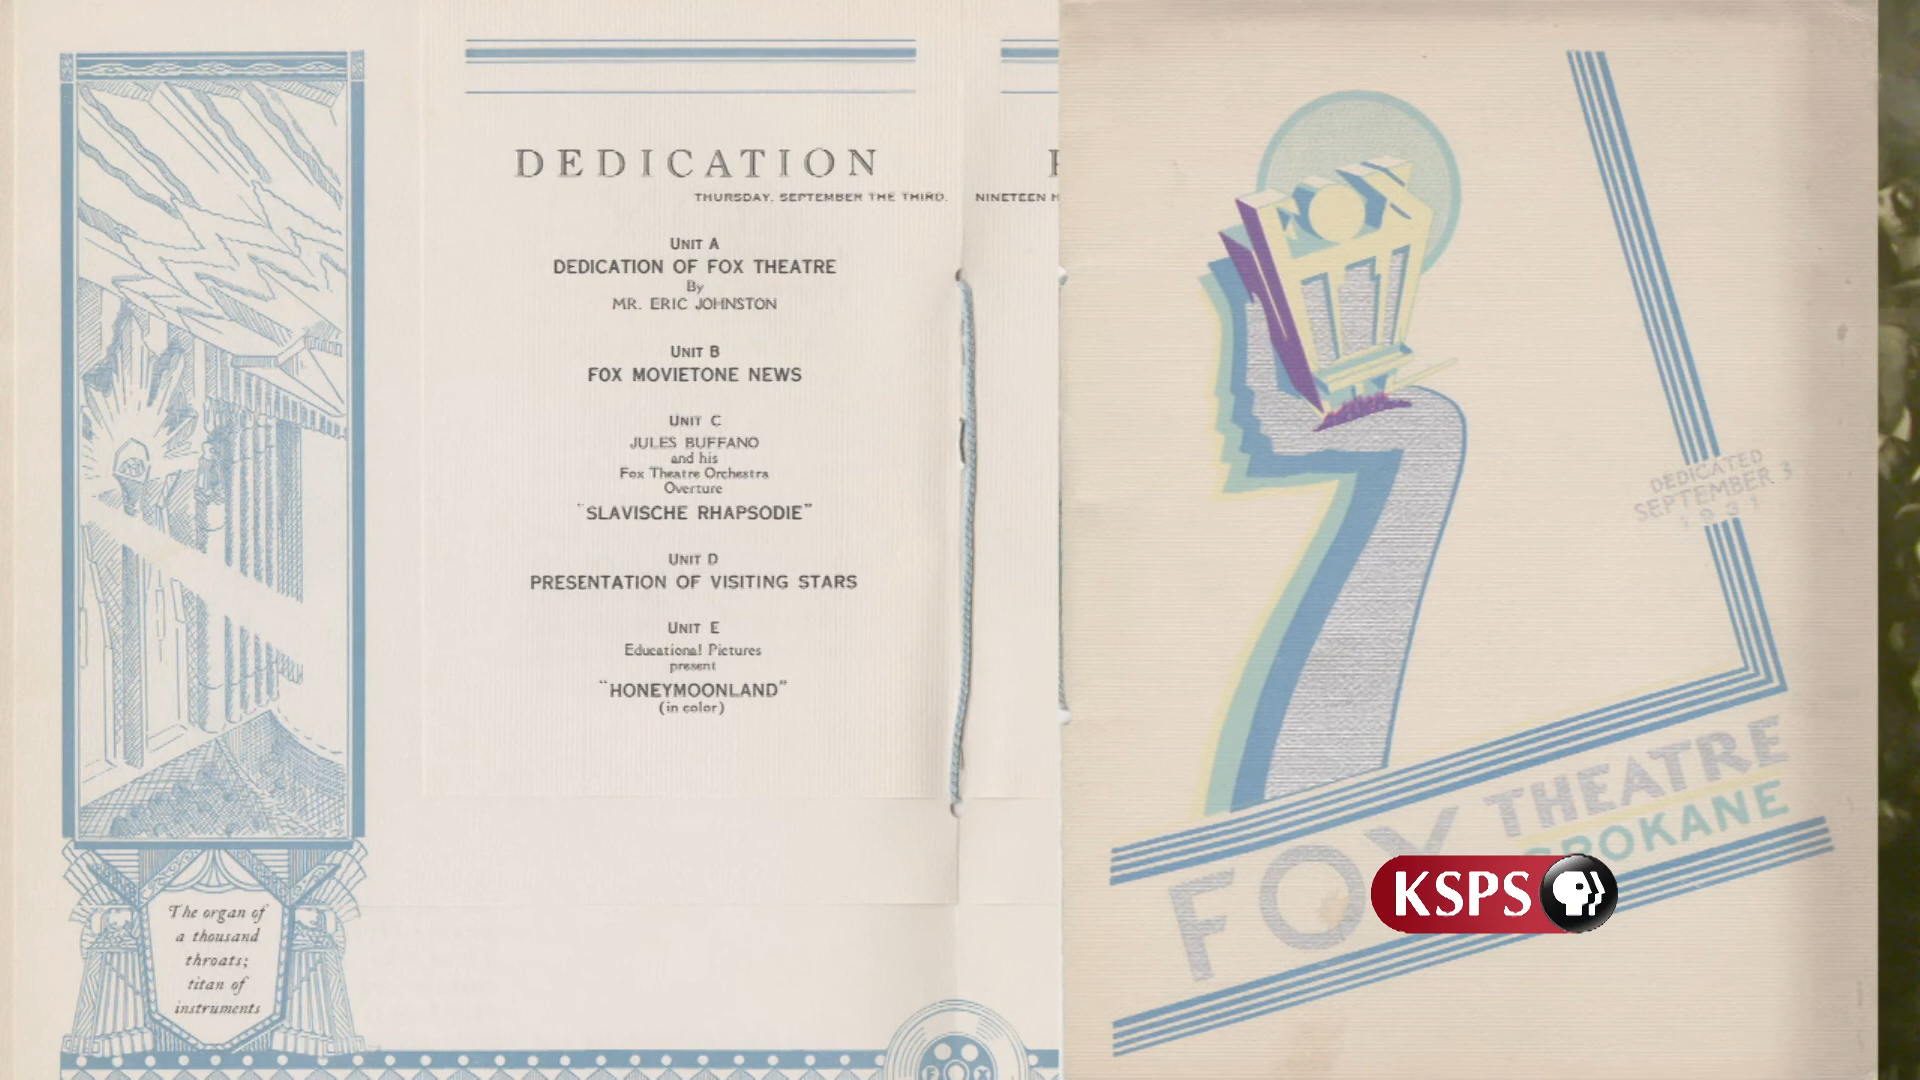 DEDICATION
THURSDAY, SEPTEMBER THE THIRD.
NINETEEN
UNIT A
DEDICATION OF FOX THEATRE
By
MR. ERIC JOHNSTON
UNIT B
FOX MOVIETONE NEWS
UNIT C
JULES BUFFANO
and his
Fox Theatre Orchestra
Overture
"SLAVISCHE RHAPSODIE"
UNIT D
PRESENTATION OF VISITING STARS
UNIT E
Educational Pictures
present
"HONEYMOONLAND"
(in color)
The organ of
a thousand
throats;
titan of
instruments
FOX
FOX
DEDICATED
SEPTEMBER 3
1931
FOX THEATRE
SPOKANE
KSPS